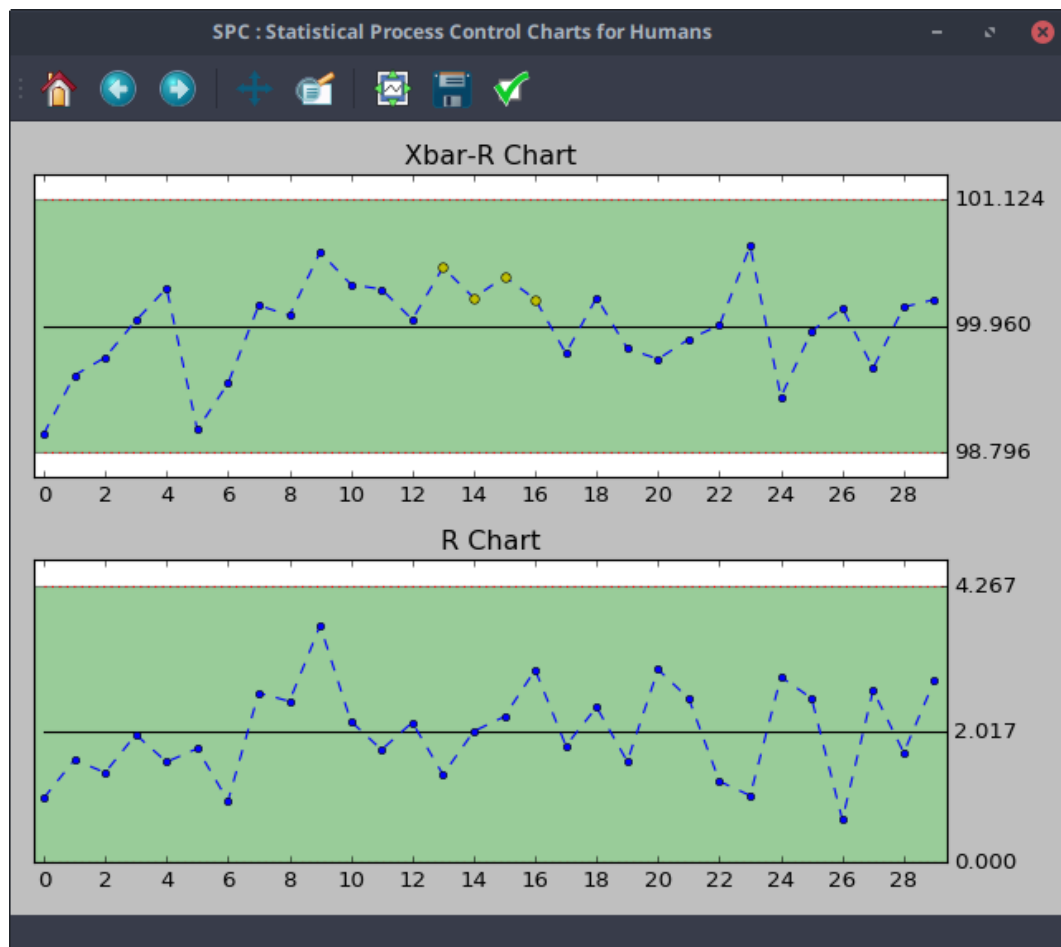 SPC : Statistical Process Control Charts for Humans
Xbar-R Chart
101.124
99.960
98.796
0 2 4 6 8 10 12 14 16 18 20 22 24 26 28
R Chart
4.267
2.017
0.000
0 2 4 6 8 10 12 14 16 18 20 22 24 26 28